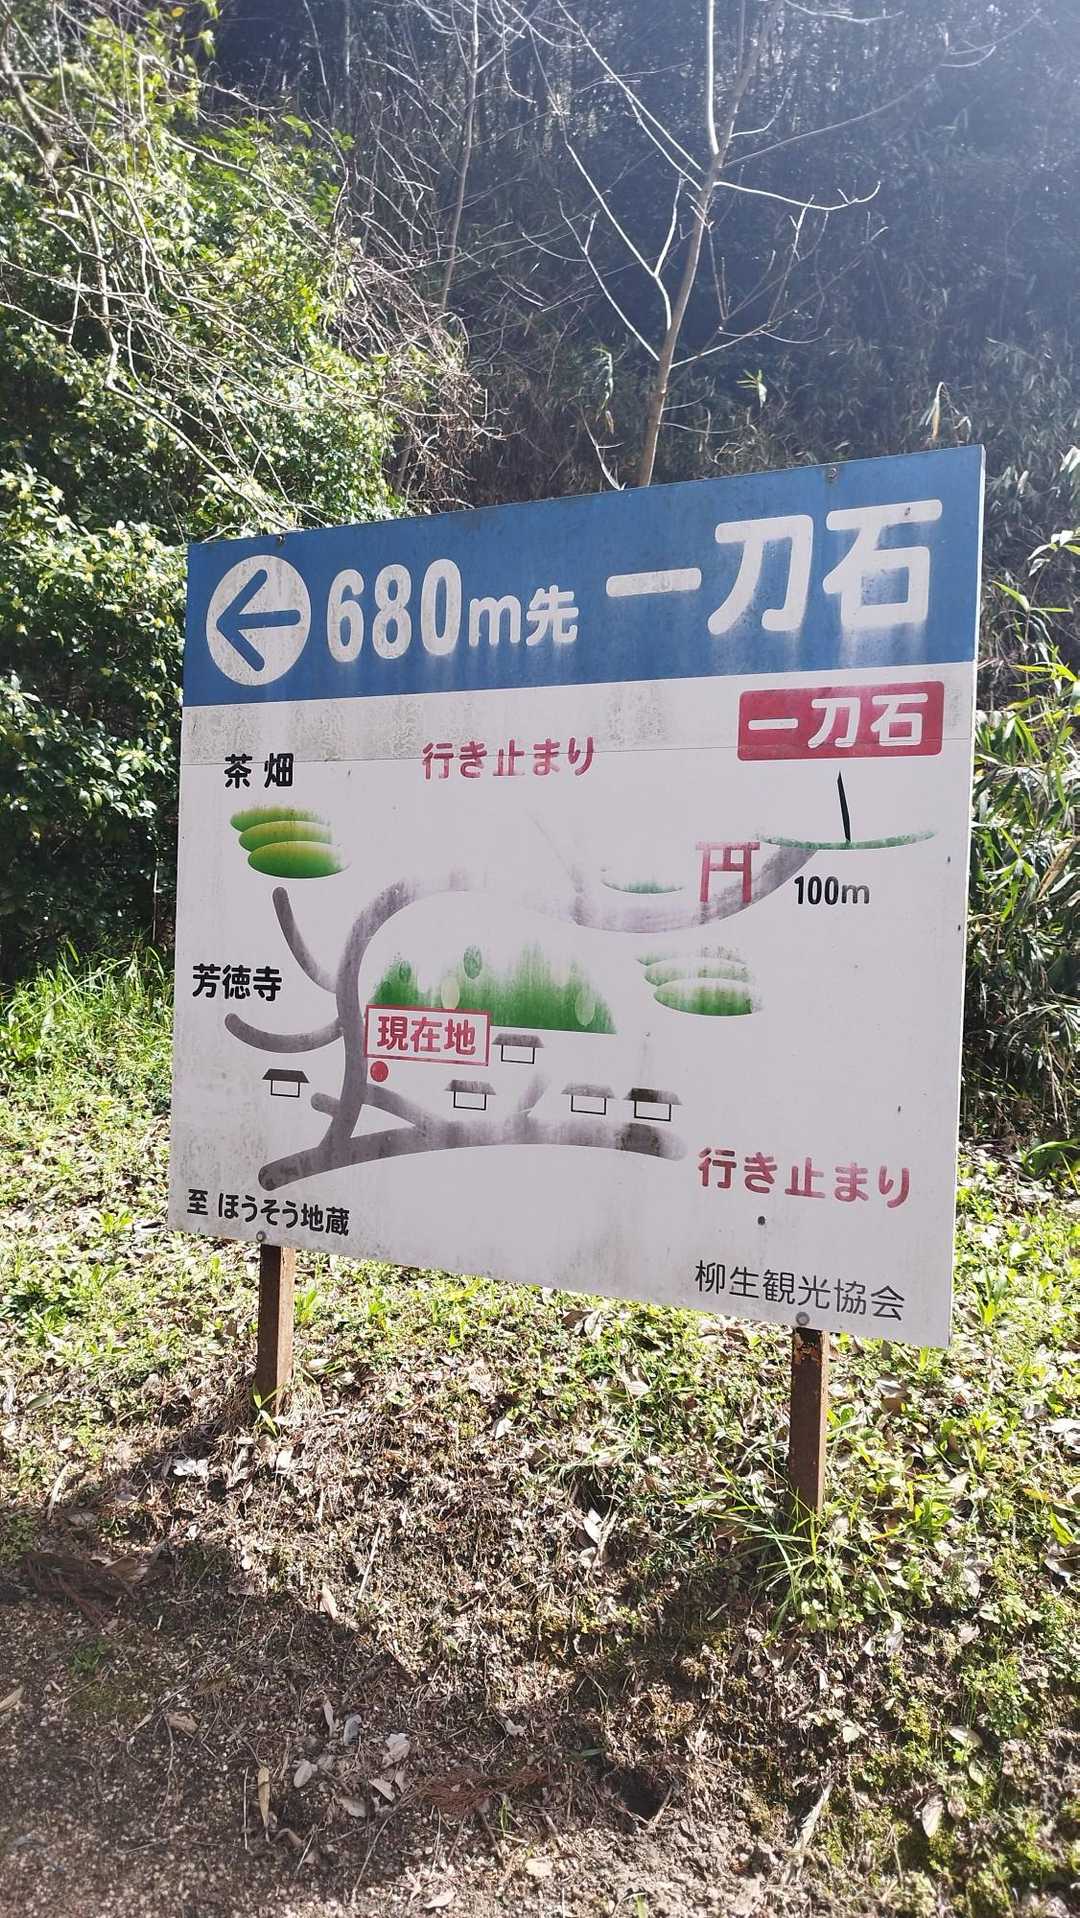 680m先 一刀石
一刀石
茶畑
行き止まり
100m
芳徳寺
現在地
行き止まり
至 ほうそう地蔵
柳生観光協会